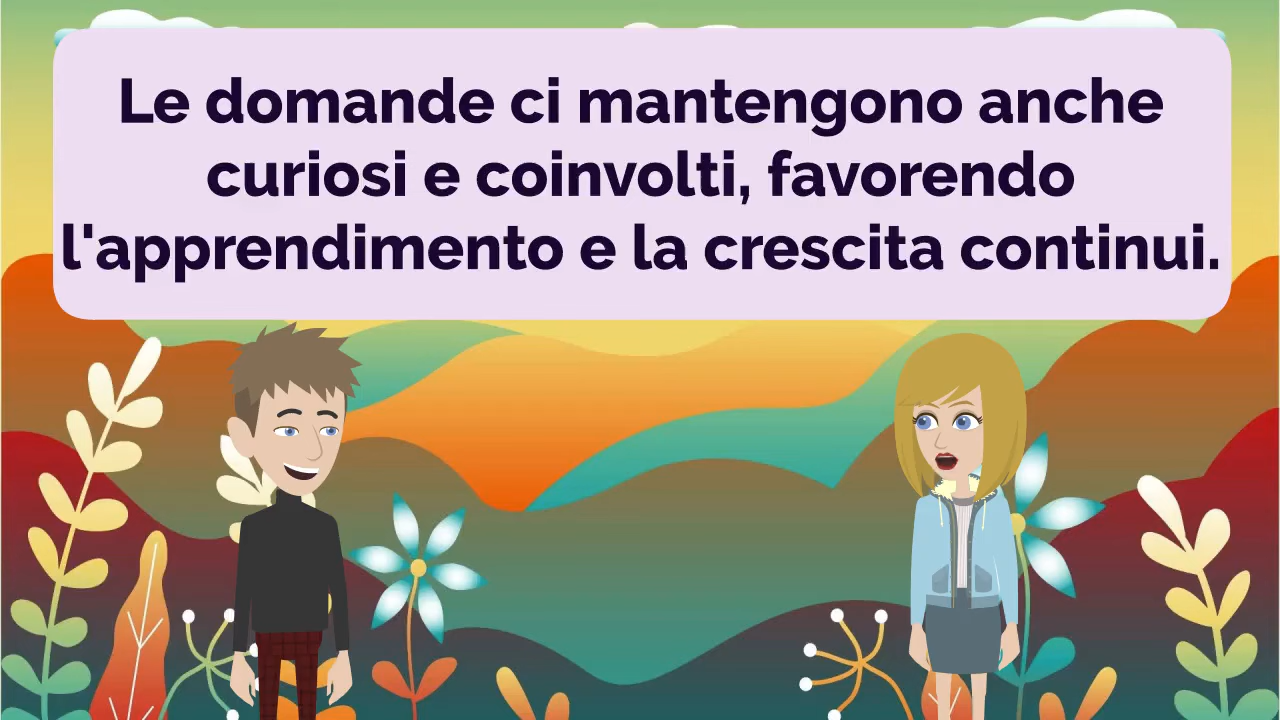 Le domande ci mantengono anche
curiosi e coinvolti, favorendo
l'apprendimento e la crescita continui.